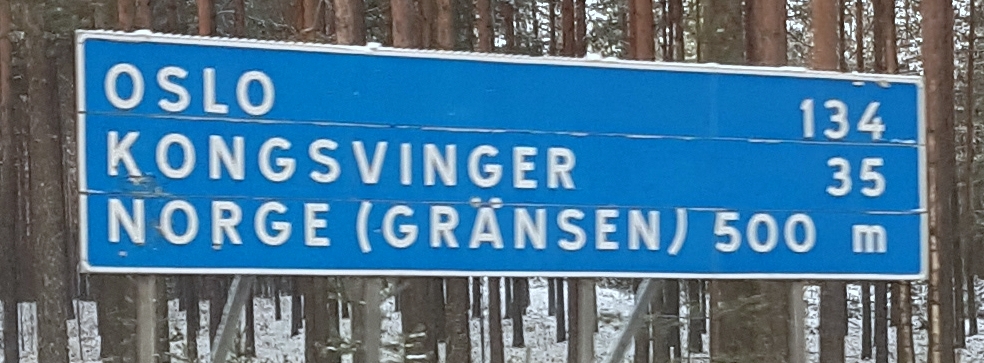 OSLO 134
KONGSVINGER 35
NORGE (GRÄNSEN) 500 m